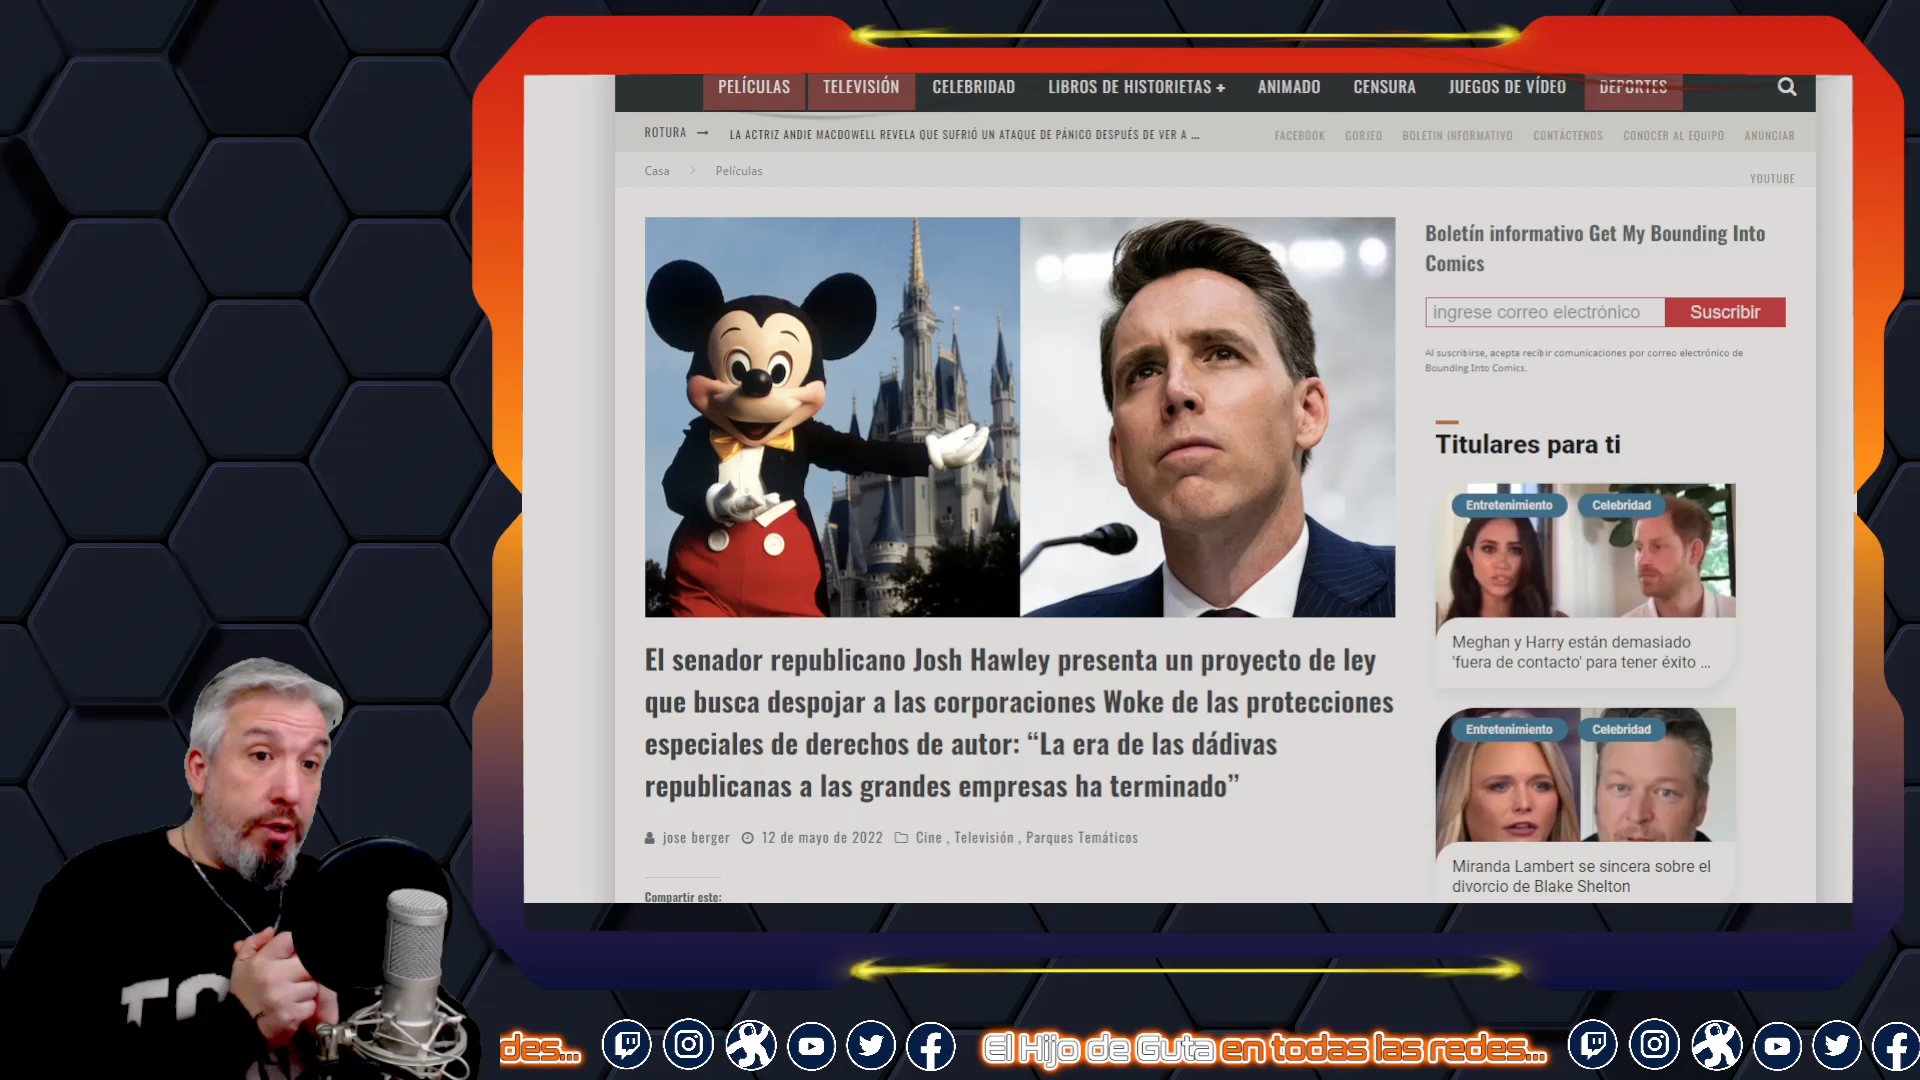 PELÍCULAS TELEVISIÓN CELEBRIDAD LIBROS DE HISTORIETAS + ANIMADO CENSURA JUEGOS DE VÍDEO DEPORTES
ROTURA → LA ACTRIZ ANDIE MACDOWELL REVELA QUE SUFRIÓ UN ATAQUE DE PÁNICO DESPUÉS DE VER A ...
FACEBOOK GORJEO BOLETIN INFORMATIVO CONTÁCTENOS CONOCER AL EQUIPO ANUNCIAR
YOUTUBE
Casa > Películas
El senador republicano Josh Hawley presenta un proyecto de ley
que busca despojar a las corporaciones Woke de las protecciones
especiales de derechos de autor: “La era de las dádivas
republicanas a las grandes empresas ha terminado”
jose berger 12 de mayo de 2022 Cine , Televisión , Parques Temáticos
Compartir esto:
Boletín informativo Get My Bounding Into
Comics
ingrese correo electrónico Suscribir
Al suscribirse, acepta recibir comunicaciones por correo electrónico de
Bounding Into Comics.
Titulares para ti
Entretenimiento Celebridad
Meghan y Harry están demasiado
'fuera de contacto' para tener éxito ...
Entretenimiento Celebridad
Miranda Lambert se sincera sobre el
divorcio de Blake Shelton
des... El Hijo de Guta en todas las redes...